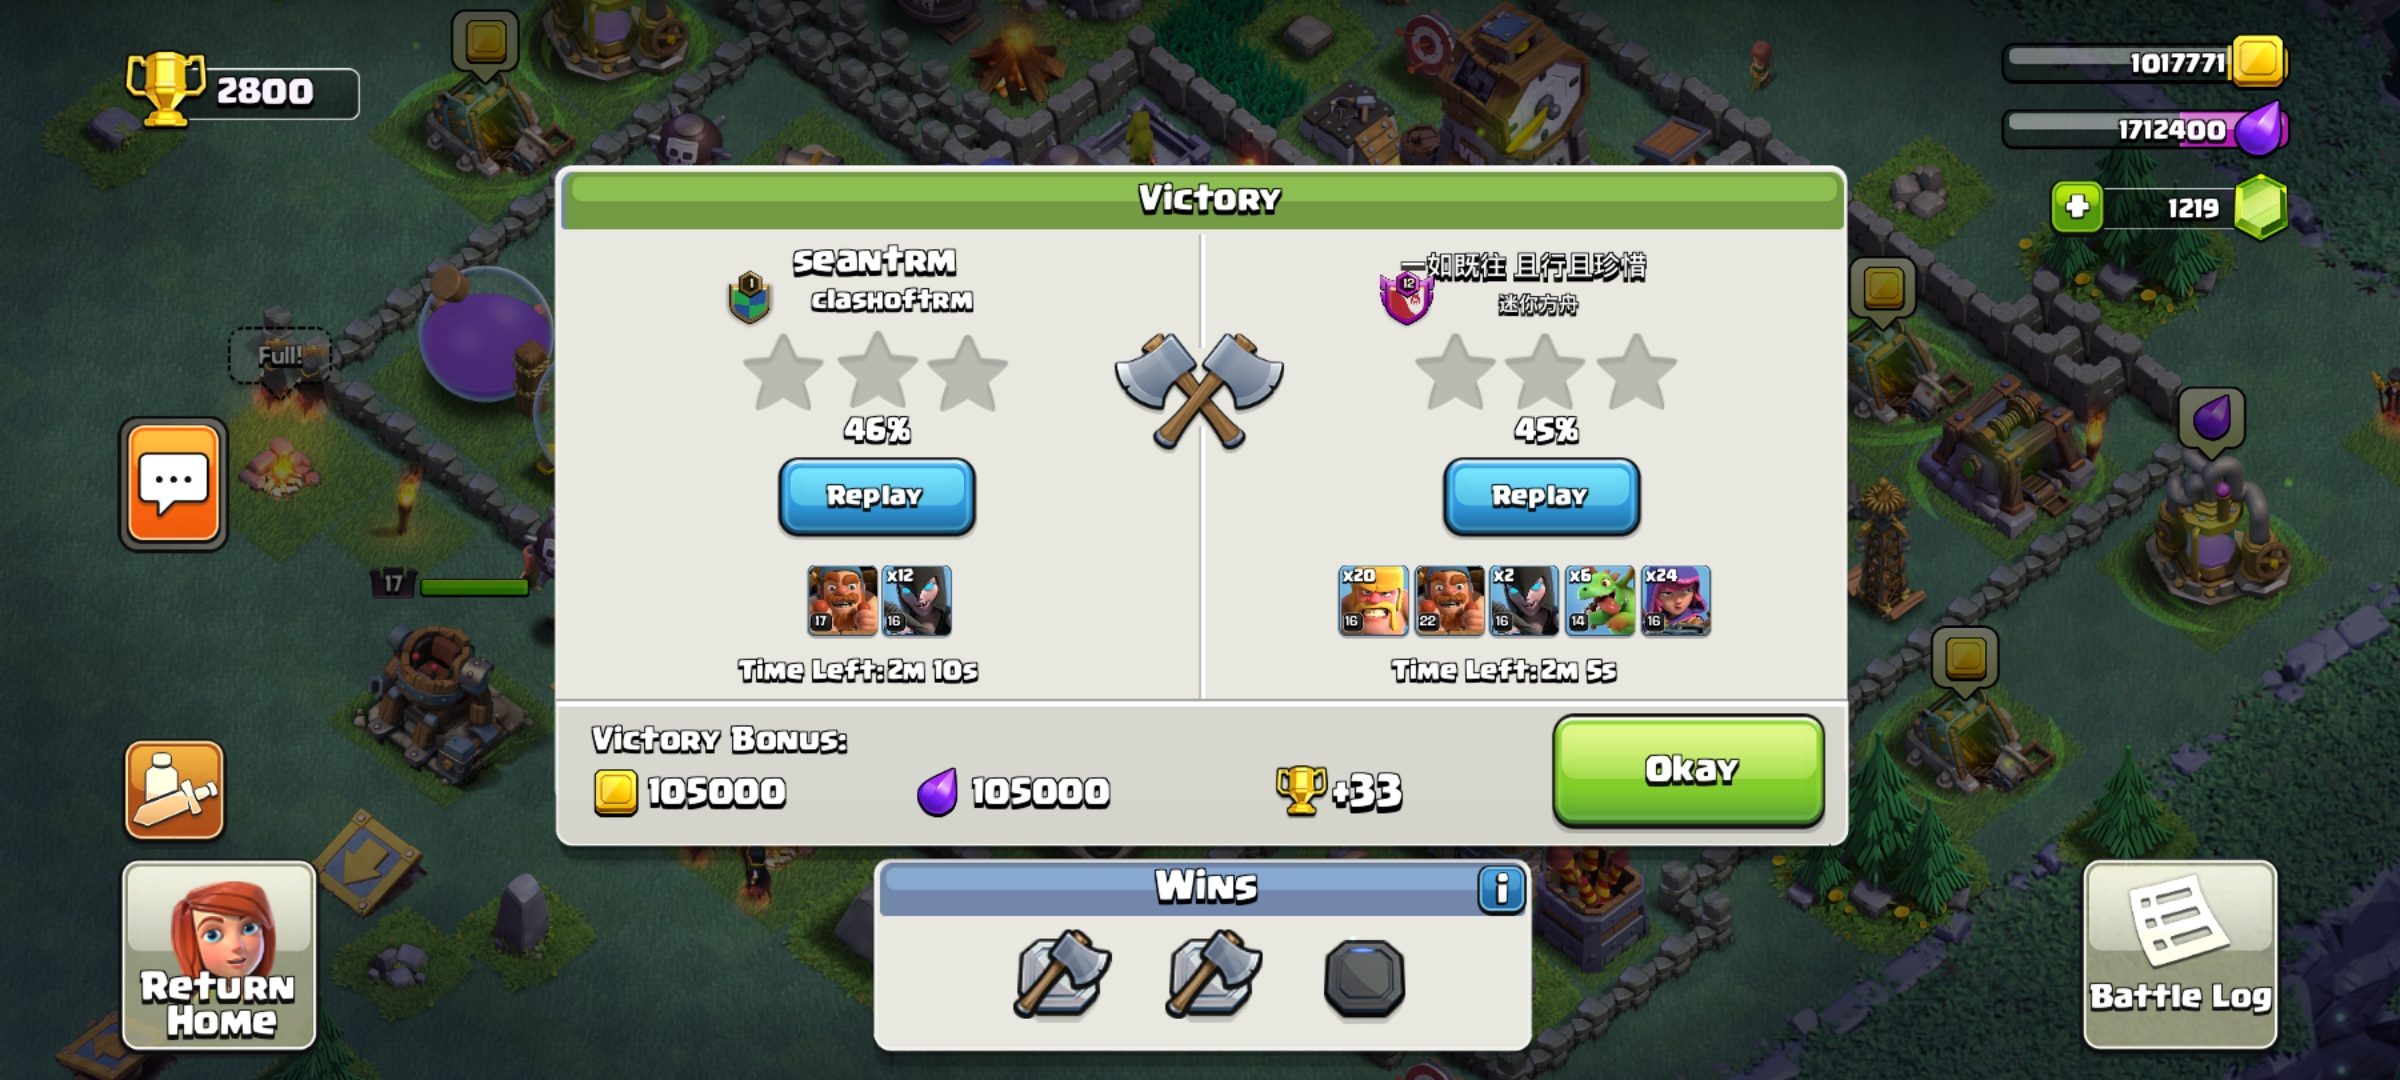 2800
1017771
1712400
1219
Full!
17
Victory
seantrm
clashoftrm
1
46%
Replay
17
x12
16
Time Left:2m 10s
一如既往 且行且珍惜
迷你方舟
12
45%
Replay
x20
16
22
x2
16
x6
14
x24
16
Time Left:2m 5s
Victory Bonus:
105000
105000
+33
Okay
Wins
i
Return
Home
Battle Log